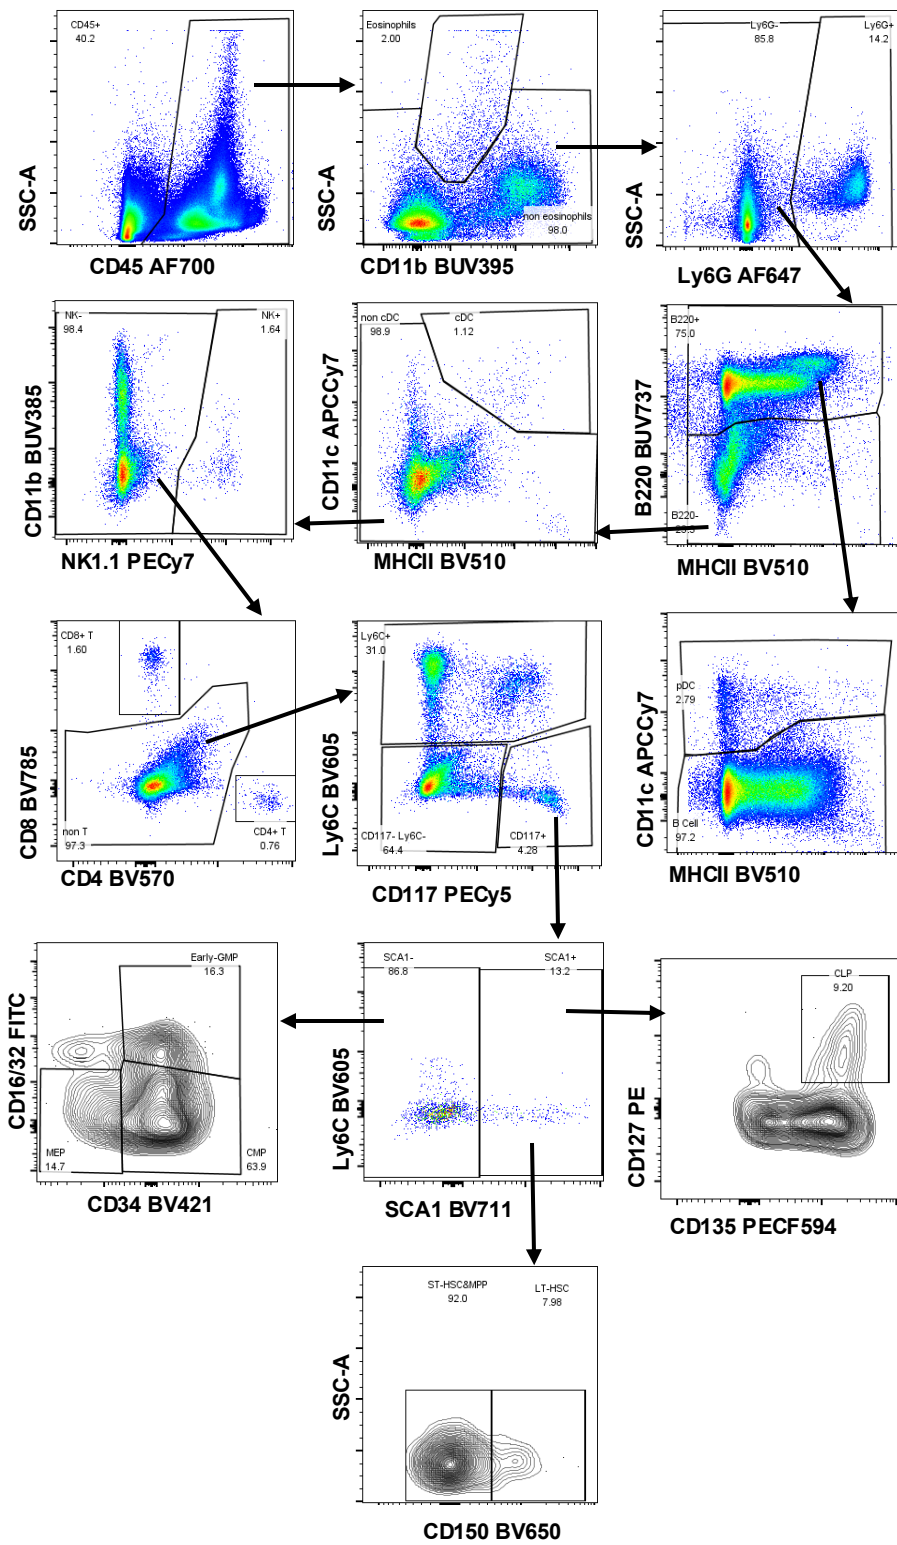 CD45+
40.2
SSC-A
CD45 AF700
Eosinophils
2.00
non eosinophils
98.0
SSC-A
CD11b BUV395
Ly6G-
85.8
Ly6G+
14.2
SSC-A
Ly6G AF647
NK-
98.4
NK+
1.64
CD11b BUV385
NK1.1 PECy7
non cDC
98.9
cDC
1.12
CD11c APCCy7
MHCII BV510
B220+
75.0
B220-
B220 BUV737
MHCII BV510
CD8+ T
1.60
non T
97.3
CD4+ T
0.76
CD8 BV785
CD4 BV570
Ly6C+
31.0
CD117- Ly6C-
64.4
CD117+
4.28
Ly6C BV605
CD117 PECy5
pDC
2.79
B Cell
97.2
CD11c APCCy7
MHCII BV510
Early-GMP
16.3
MEP
14.7
CMP
63.9
CD16/32 FITC
CD34 BV421
SCA1-
86.8
SCA1+
13.2
Ly6C BV605
SCA1 BV711
CLP
9.20
CD127 PE
CD135 PECF594
ST-HSC&MPP
92.0
LT-HSC
7.98
SSC-A
CD150 BV650